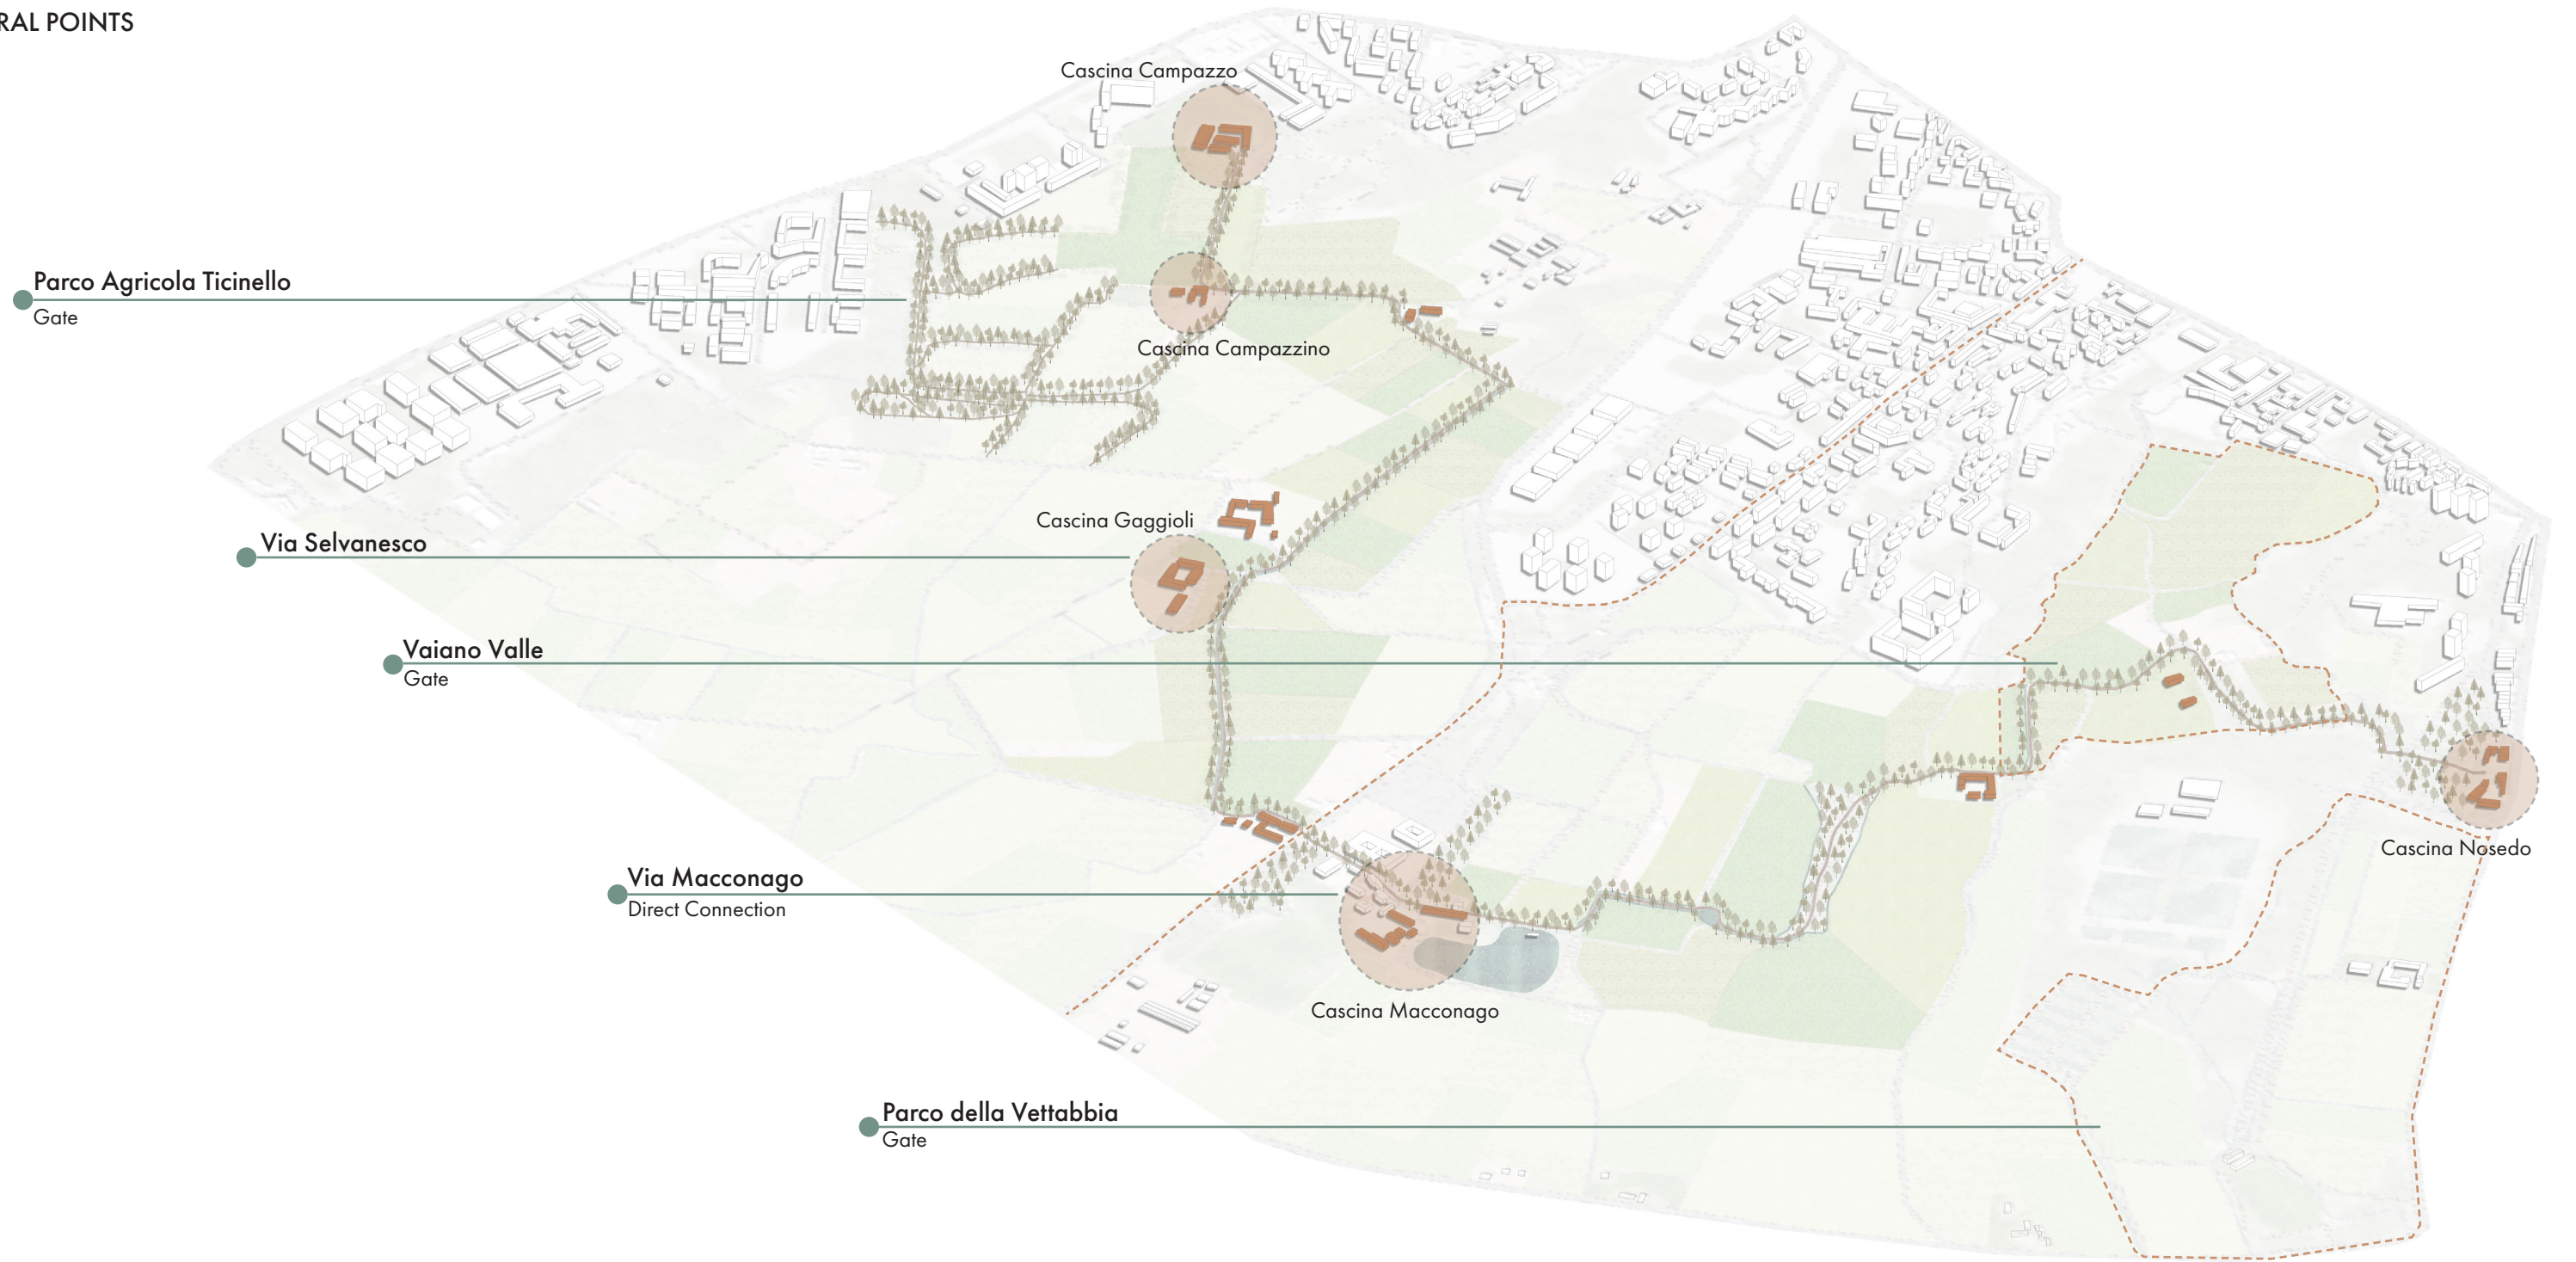 RAL POINTS
Cascina Campazzo
Parco Agricola Ticinello
Gate
Cascina Campazzino
Cascina Gaggioli
Via Selvanesco
Vaiano Valle
Gate
Cascina Nosedo
Via Macconago
Direct Connection
Cascina Macconago
Parco della Vettabbia
Gate